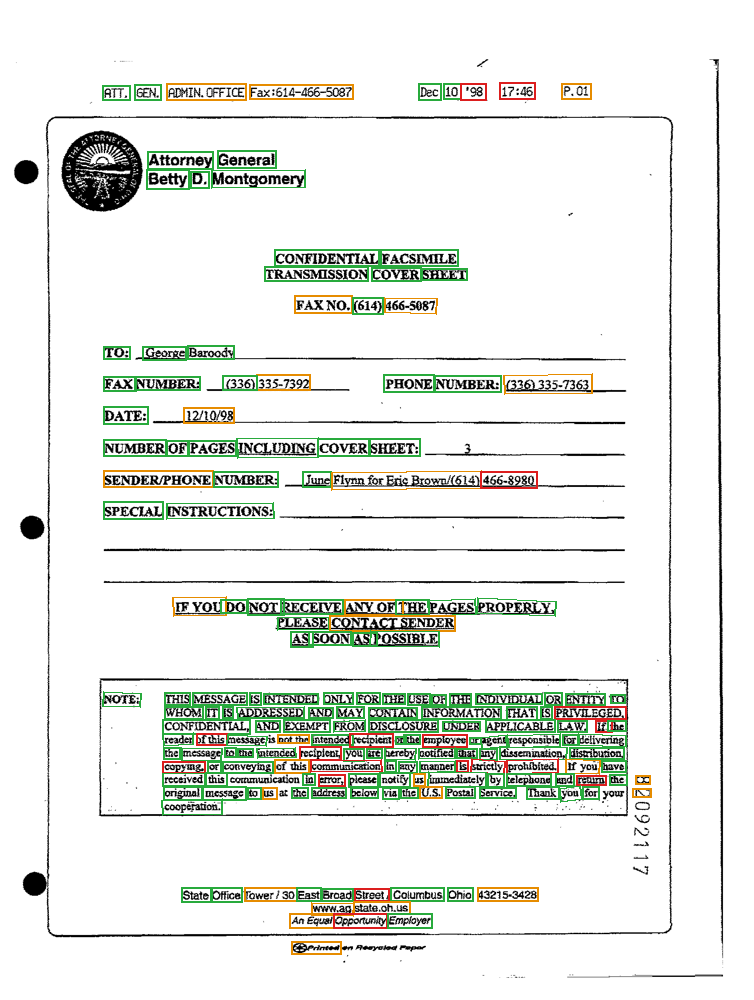 ATT. GEN. ADMIN. OFFICE Fax:614-466-5087 Dec 10 '98 17:46 P.01
Attorney General
Betty D. Montgomery
CONFIDENTIAL FACSIMILE
TRANSMISSION COVER SHEET
FAX NO. (614) 466-5087
TO: George Baroody
FAX NUMBER: (336) 335-7392 PHONE NUMBER: (336) 335-7363
DATE: 12/10/98
NUMBER OF PAGES INCLUDING COVER SHEET: 3
SENDER/PHONE NUMBER: June Flynn for Eric Brown/(614) 466-8980
SPECIAL INSTRUCTIONS:
IF YOU DO NOT RECEIVE ANY OF THE PAGES PROPERLY,
PLEASE CONTACT SENDER
AS SOON AS POSSIBLE
NOTE: THIS MESSAGE IS INTENDED ONLY FOR THE USE OF THE INDIVIDUAL OR ENTITY TO
WHOM IT IS ADDRESSED AND MAY CONTAIN INFORMATION THAT IS PRIVILEGED,
CONFIDENTIAL, AND EXEMPT FROM DISCLOSURE UNDER APPLICABLE LAW. If the
reader of this message is not the intended recipient or the employee or agent responsible for delivering
the message to the intended recipient, you are hereby notified that any dissemination, distribution,
copying, or conveying of this communication in any manner is strictly prohibited. If you have
received this communication in error, please notify us immediately by telephone and return the
original message to us at the address below via the U.S. Postal Service. Thank you for your
cooperation.
82092117
State Office Tower / 30 East Broad Street / Columbus, Ohio 43215-3428
www.ag.state.oh.us
An Equal Opportunity Employer
Printed on Recycled Paper